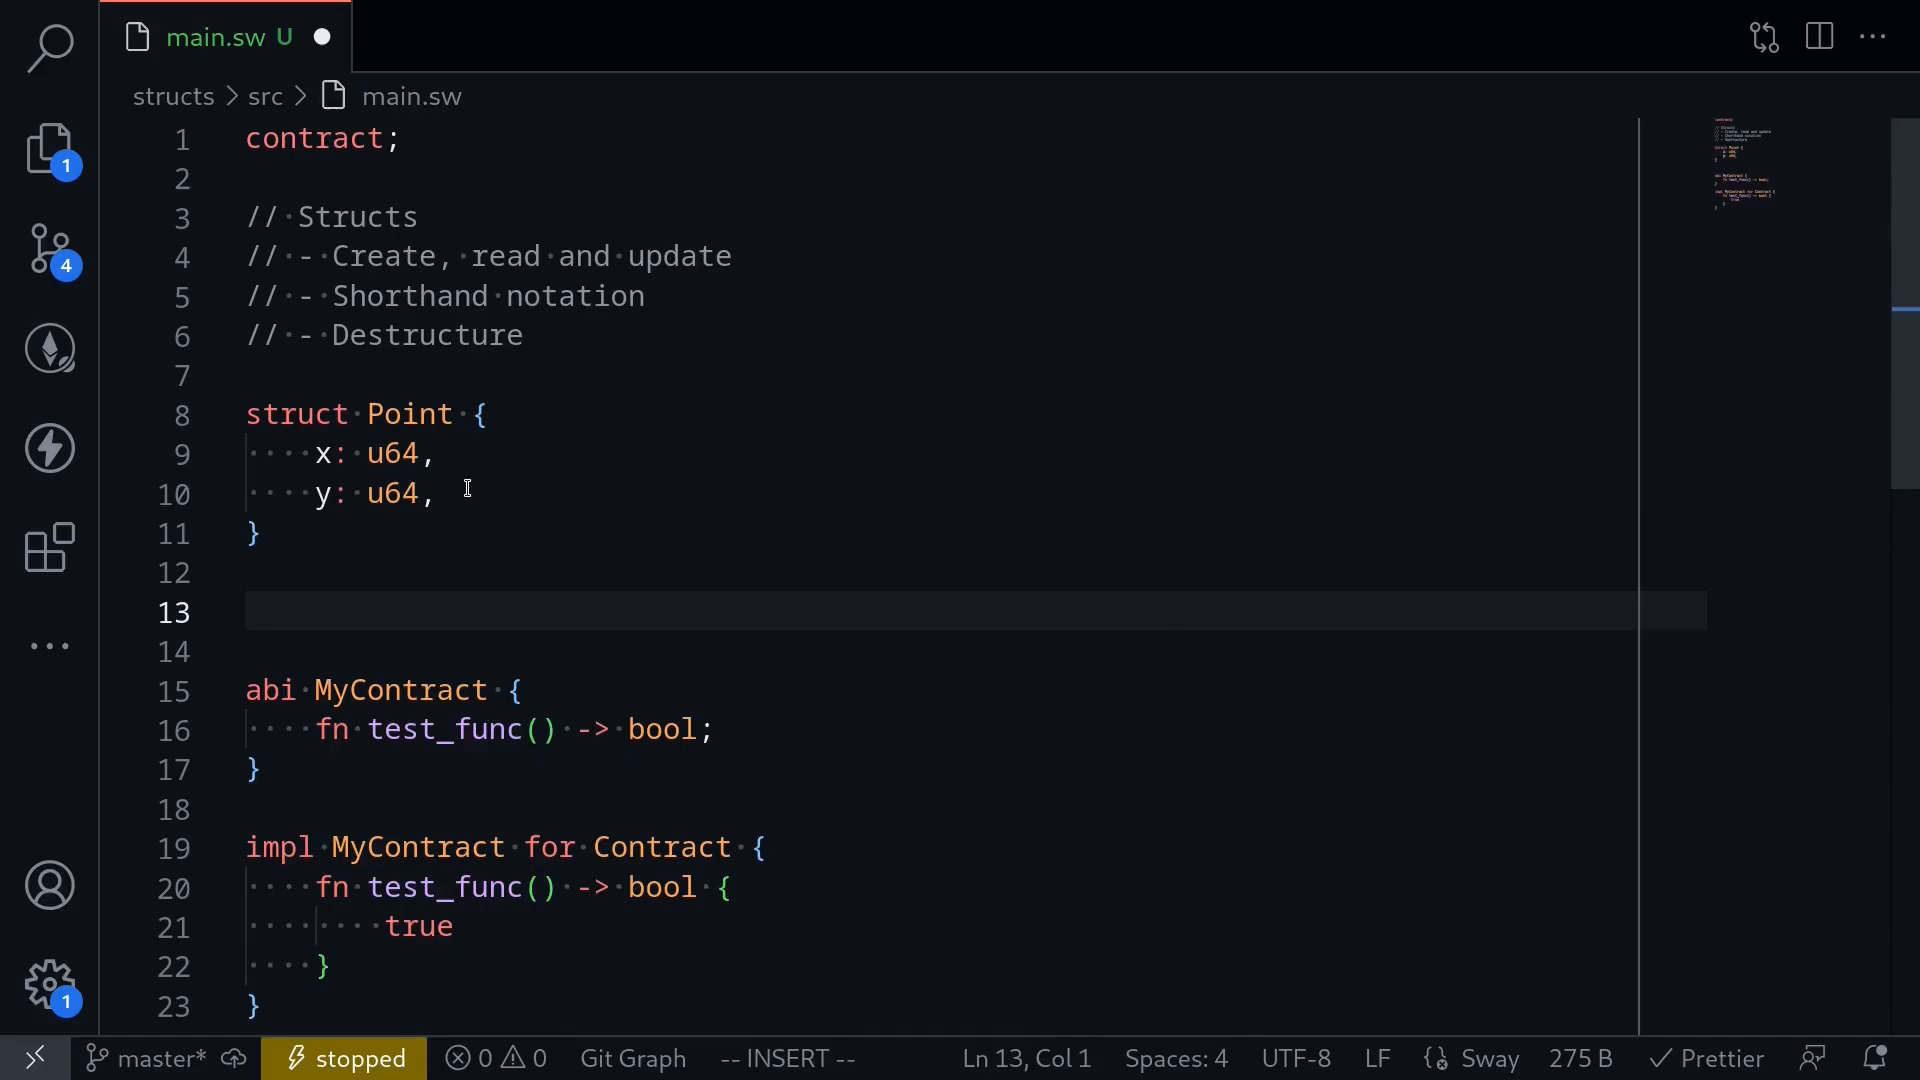 main.sw U
structs > src > main.sw
1 contract;
2
3 // Structs
4 // - Create, read and update
5 // - Shorthand notation
6 // - Destructure
7
8 struct Point {
9     x: u64,
10     y: u64,
11 }
12
13
14
15 abi MyContract {
16     fn test_func() -> bool;
17 }
18
19 impl MyContract for Contract {
20     fn test_func() -> bool {
21         true
22     }
23 }
1
4
1
master* stopped 0 0 Git Graph -- INSERT -- Ln 13, Col 1 Spaces: 4 UTF-8 LF Sway 275 B Prettier